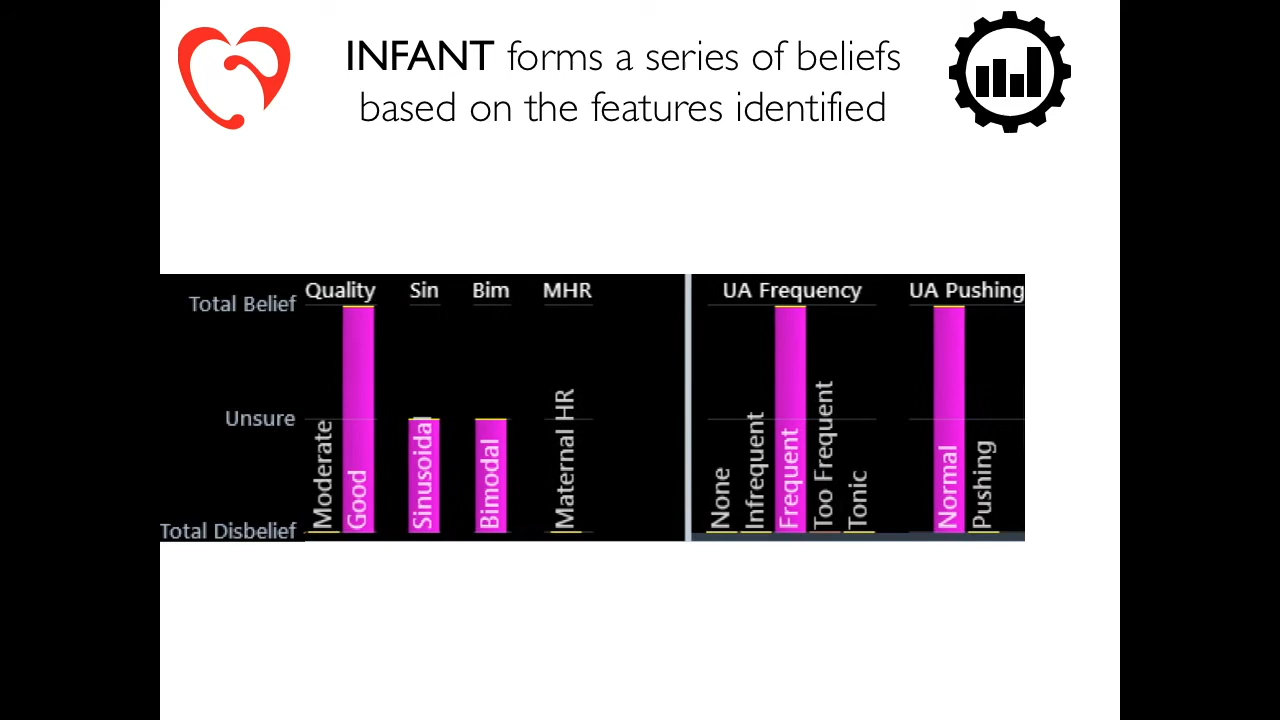 INFANT forms a series of beliefs
based on the features identified
Quality Sin Bim MHR UA Frequency UA Pushing
Total Belief
Unsure
Total Disbelief
Moderate
Good
Sinusoidal
Bimodal
Maternal HR
None
Infrequent
Frequent
Too Frequent
Tonic
Normal
Pushing